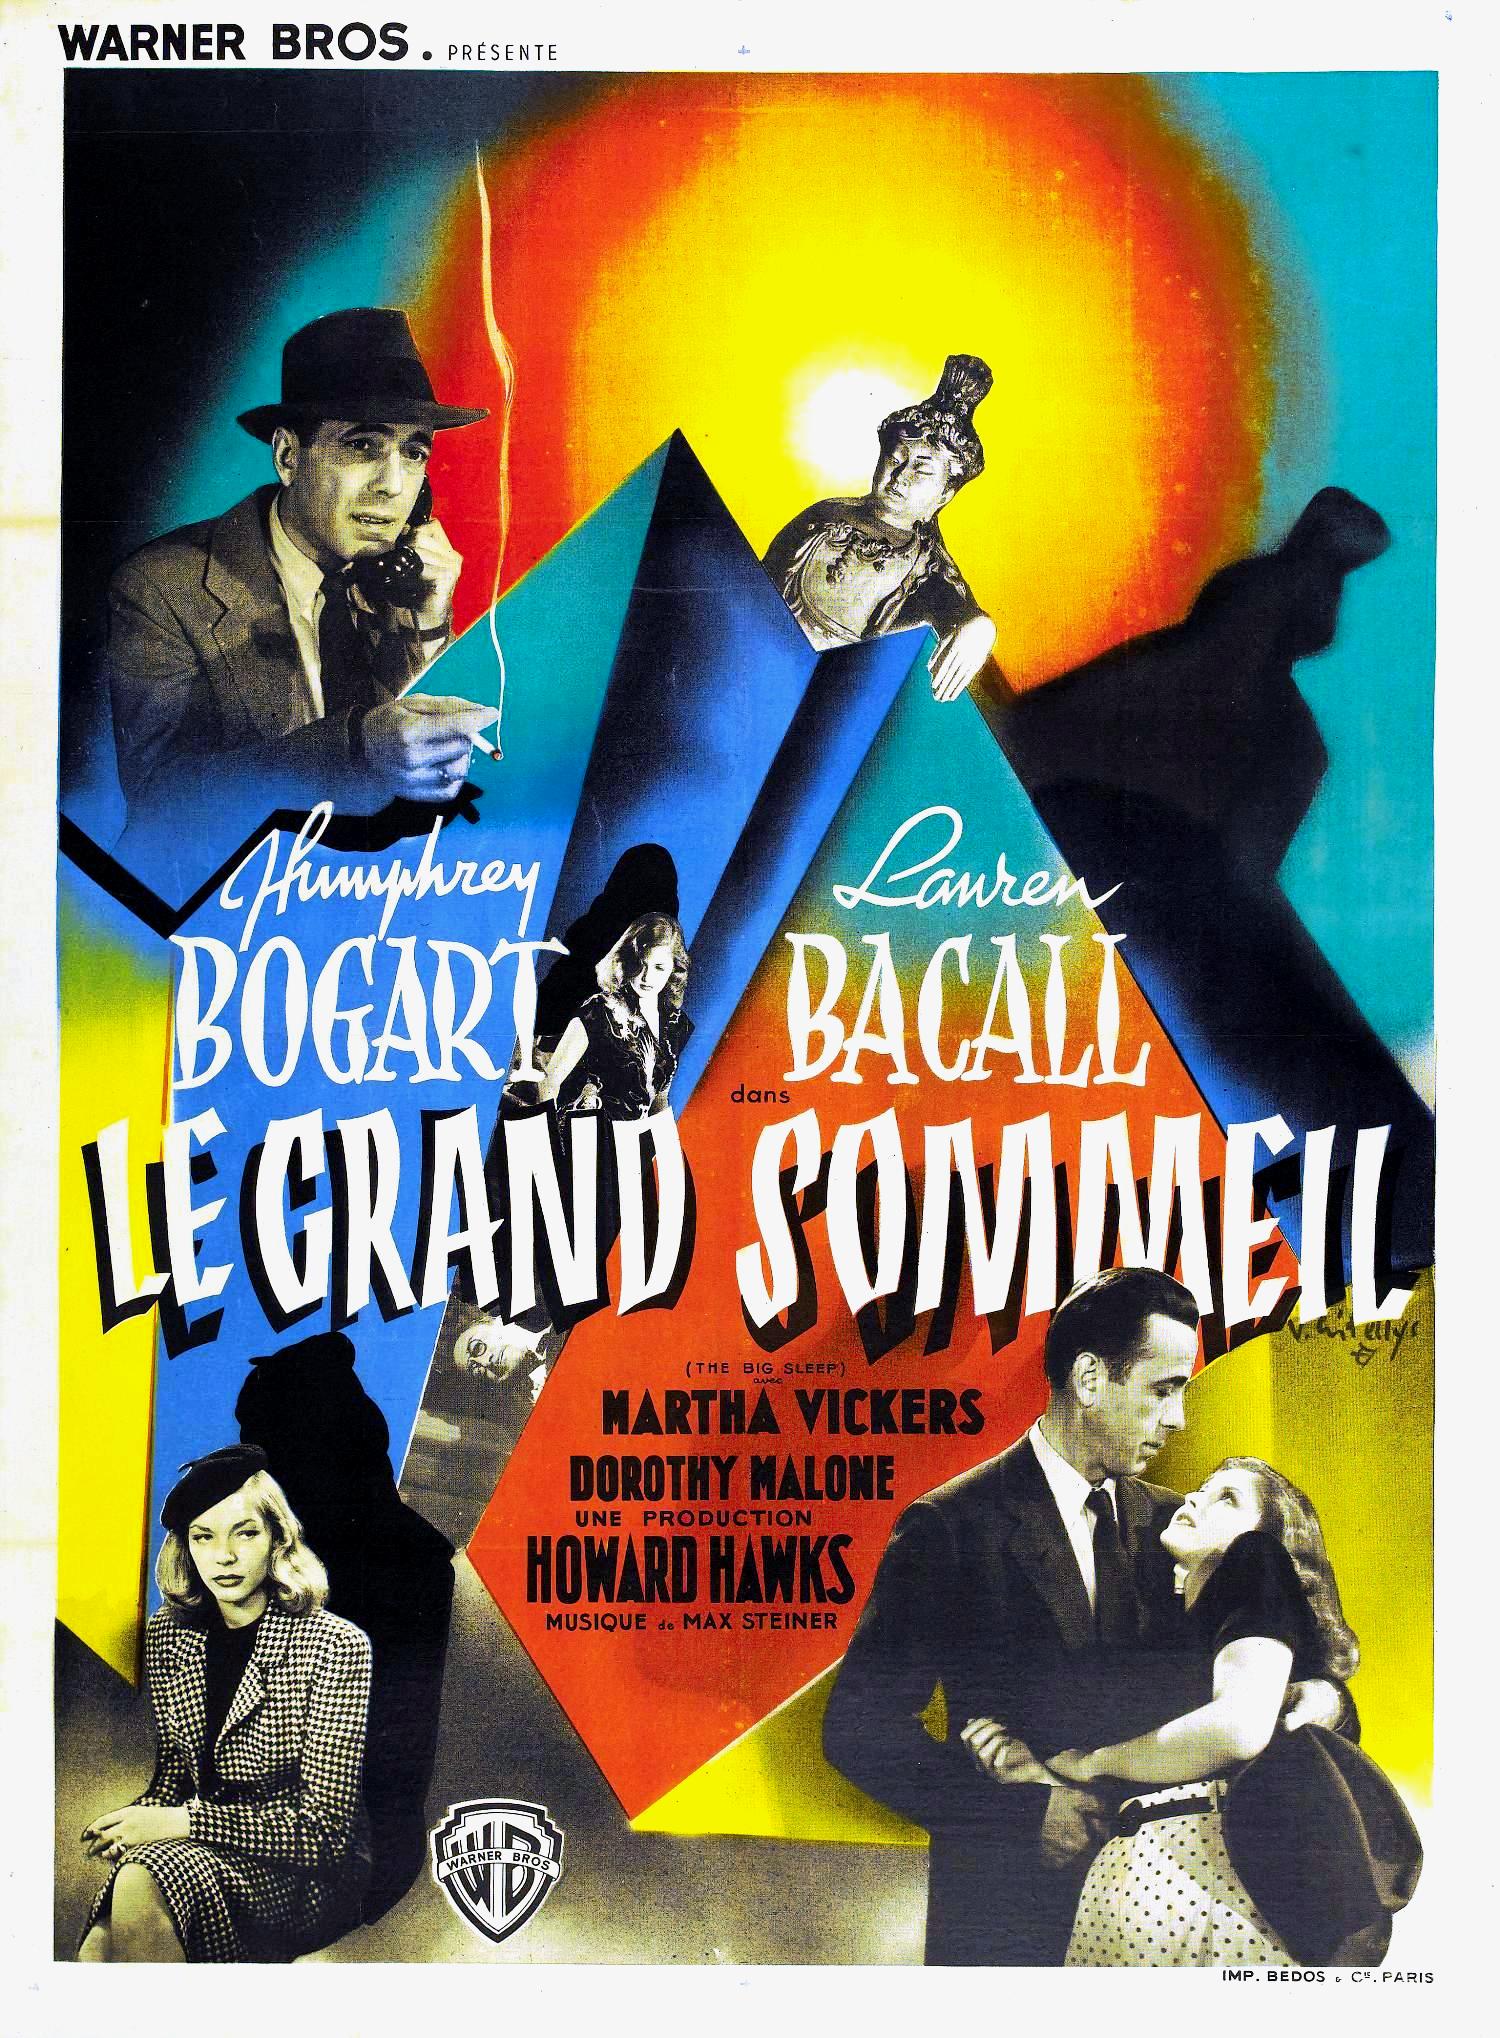 WARNER BROS. PRÉSENTE
Humphrey
BOGART
Lauren
BACALL
dans
LE GRAND SOMMEIL
(THE BIG SLEEP)
avec
MARTHA VICKERS
DOROTHY MALONE
UNE PRODUCTION
HOWARD HAWKS
MUSIQUE de MAX STEINER
WARNER BROS
WB
IMP. BEDOS & Cie. PARIS